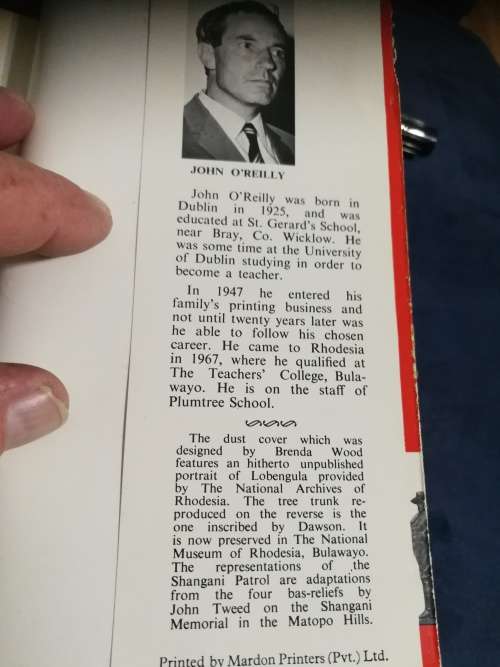 JOHN O'REILLY
John O'Reilly was born in
Dublin in 1925, and was
educated at St. Gerard's School,
near Bray, Co. Wicklow. He
was some time at the University
of Dublin studying in order to
become a teacher.
In 1947 he entered his
family's printing business and
not until twenty years later was
he able to follow his chosen
career. He came to Rhodesia
in 1967, where he qualified at
The Teachers' College, Bula-
wayo. He is on the staff of
Plumtree School.
The dust cover which was
designed by Brenda Wood
features an hitherto unpublished
portrait of Lobengula provided
by The National Archives of
Rhodesia. The tree trunk re-
produced on the reverse is the
one inscribed by Dawson. It
is now preserved in The National
Museum of Rhodesia, Bulawayo.
The representations of the
Shangani Patrol are adaptations
from the four bas-reliefs by
John Tweed on the Shangani
Memorial in the Matopo Hills.
Printed by Mardon Printers (Pvt.) Ltd.